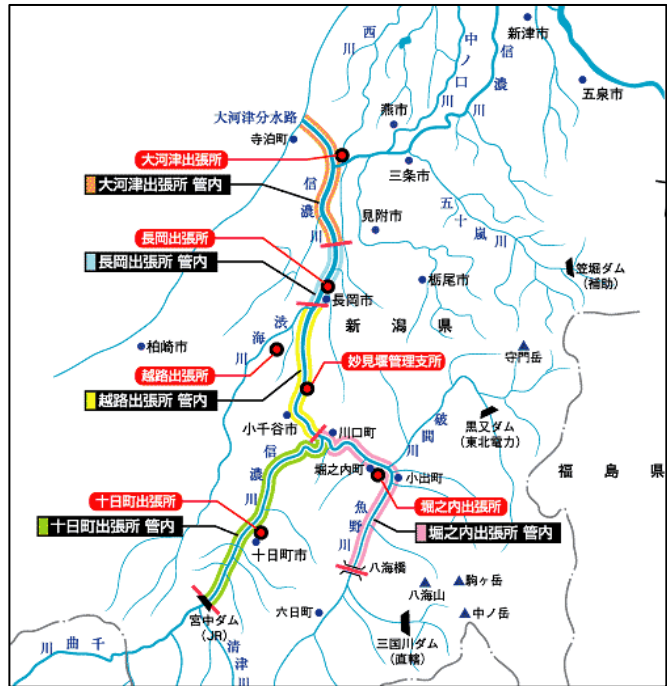 新津市
西川
中ノ口川
信濃川
五泉市
大河津分水路
燕市
寺泊町
大河津出張所
三条市
大河津出張所 管内
信濃川
五十嵐川
見附市
長岡出張所
長岡出張所 管内
栃尾市
笠堀ダム
(補助)
長岡市
新潟県
渋海川
柏崎市
守門岳
越路出張所
妙見堰管理支所
越路出張所 管内
破間川
黒又ダム
(東北電力)
小千谷市
川口町
信濃川
堀之内町
小出町
福島県
十日町出張所
堀之内出張所
十日町出張所 管内
魚野川
堀之内出張所 管内
十日町市
八海橋
八海山
駒ヶ岳
宮中ダム
(JR)
六日町
中ノ岳
三国川ダム
(直轄)
千曲川
清津川